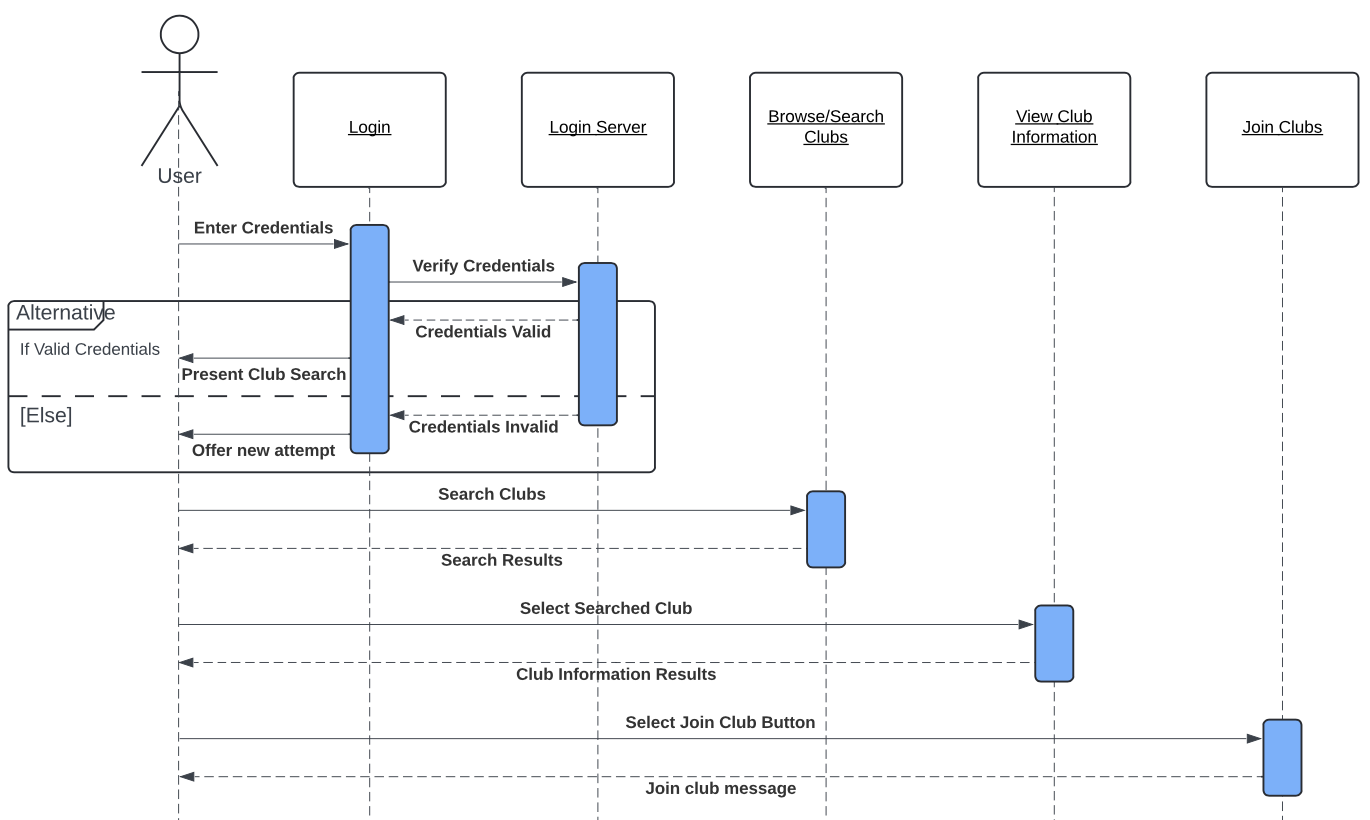 User
Login
Login Server
Browse/Search
Clubs
View Club
Information
Join Clubs
Enter Credentials
Verify Credentials
Alternative
Credentials Valid
If Valid Credentials
Present Club Search
[Else]
Credentials Invalid
Offer new attempt
Search Clubs
Search Results
Select Searched Club
Club Information Results
Select Join Club Button
Join club message